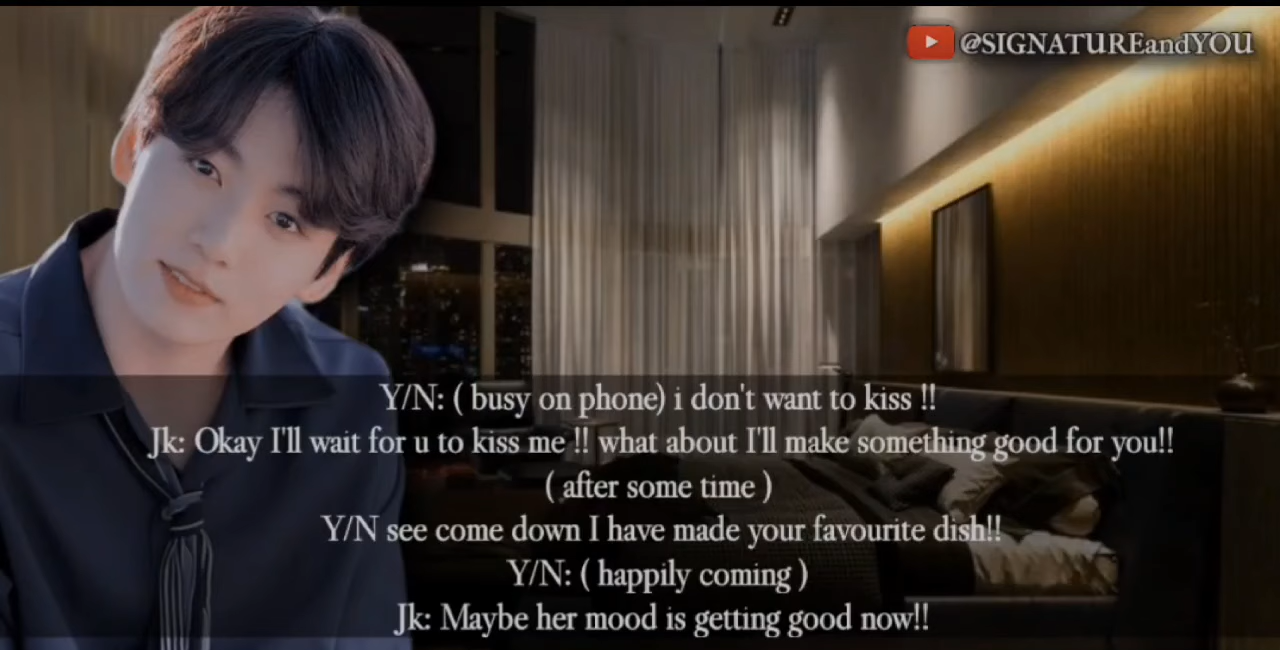 @SIGNATUREandYOU
Y/N: ( busy on phone) i don't want to kiss !!
Jk: Okay I'll wait for u to kiss me !! what about I'll make something good for you!!
( after some time )
Y/N see come down I have made your favourite dish!!
Y/N: ( happily coming )
Jk: Maybe her mood is getting good now!!